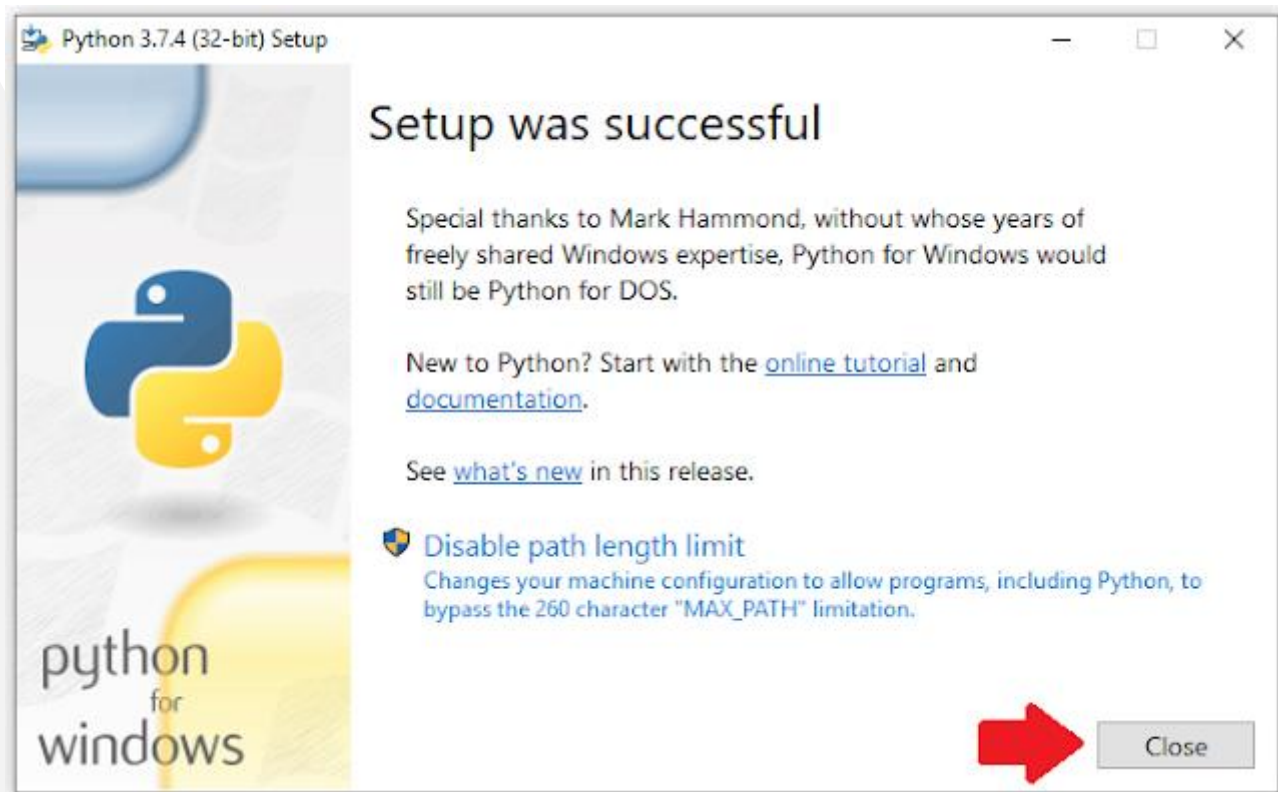 Python 3.7.4 (32-bit) Setup
Setup was successful
Special thanks to Mark Hammond, without whose years of
freely shared Windows expertise, Python for Windows would
still be Python for DOS.
New to Python? Start with the online tutorial and
documentation.
See what's new in this release.
Disable path length limit
Changes your machine configuration to allow programs, including Python, to
bypass the 260 character "MAX_PATH" limitation.
python
for
windows
Close